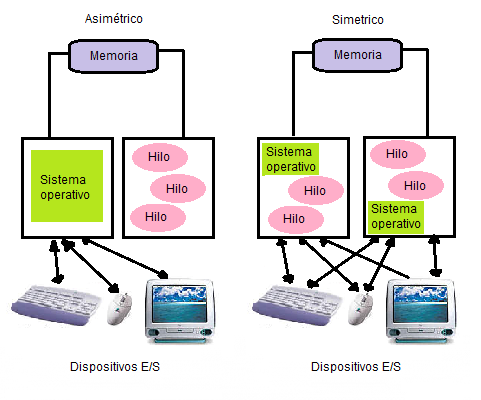 Asimétrico
Memoria
Sistema
operativo
Hilo
Hilo
Hilo
Dispositivos E/S
Simetrico
Memoria
Sistema
operativo
Hilo
Hilo
Hilo
Hilo
Sistema
operativo
Dispositivos E/S